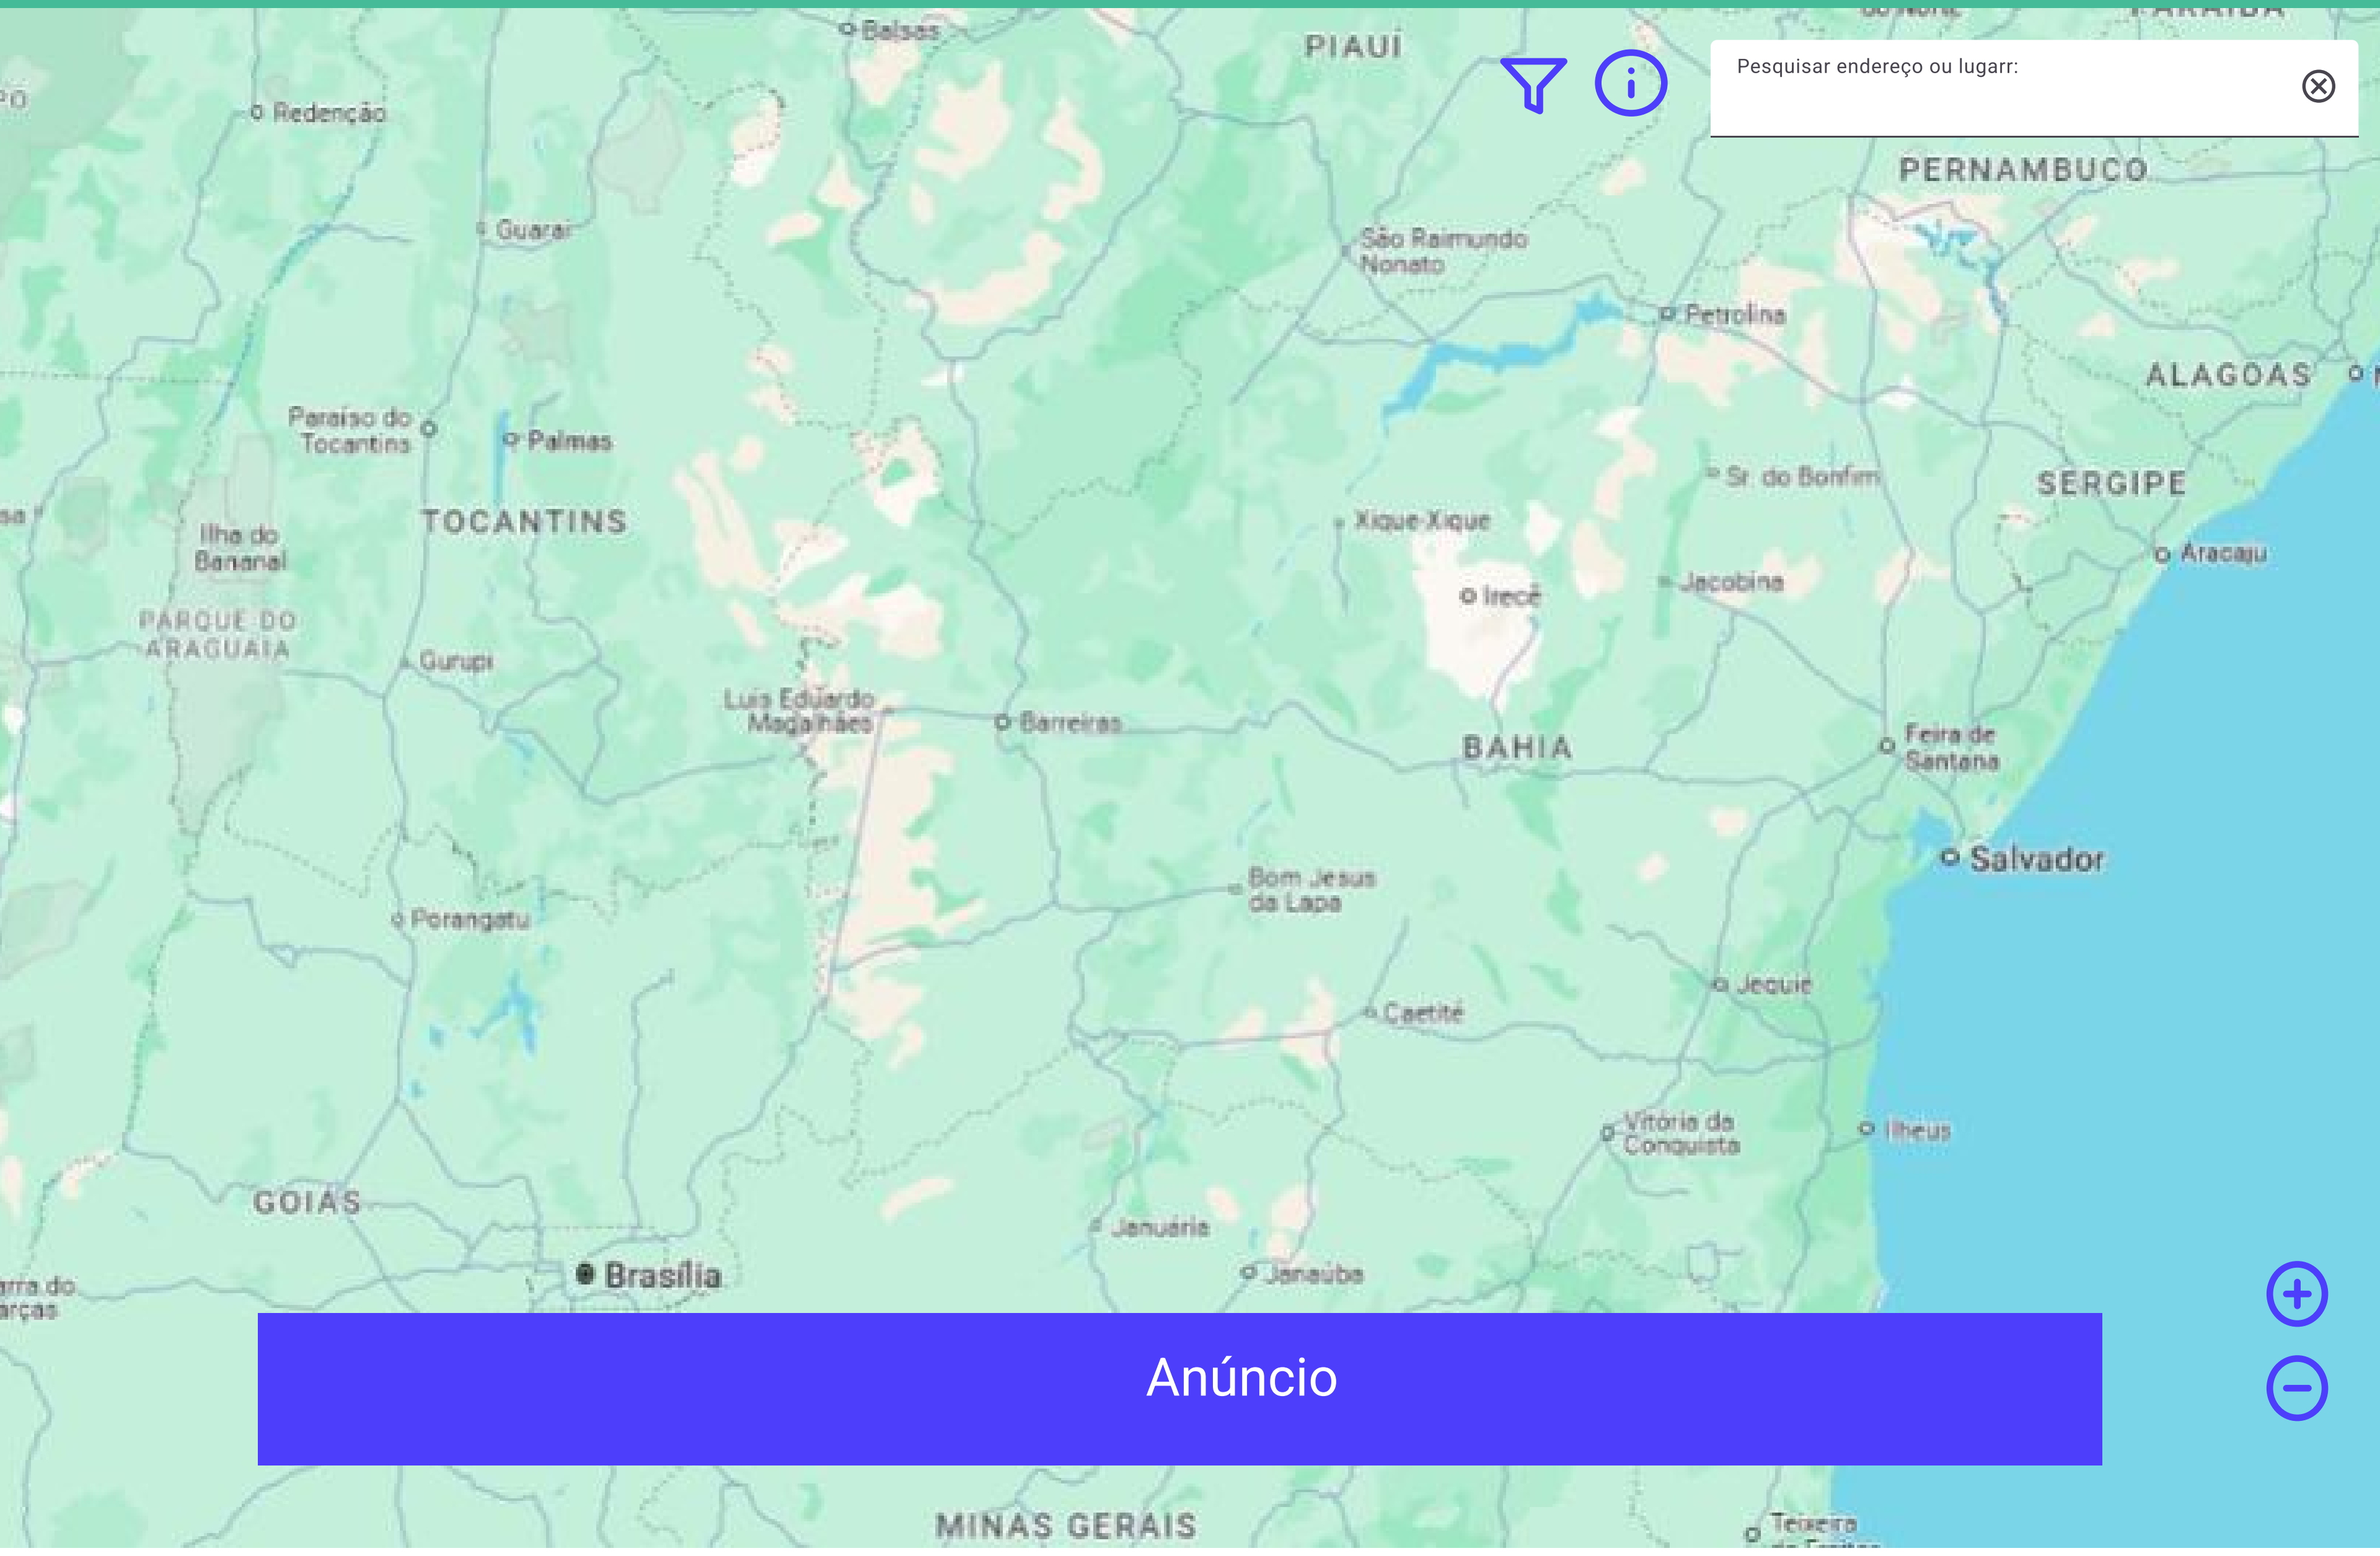 Balsas
PIAUÍ
Pesquisar endereço ou lugarr:
Redenção
PERNAMBUCO
Guaraí
São Raimundo
Nonato
Petrolina
ALAGOAS
Paraíso do
Tocantins
Palmas
Sr. do Bonfim
SERGIPE
TOCANTINS
Xique-Xique
Ilha do
Bananal
Aracaju
Jacobina
Irecê
PARQUE DO
ARAGUAIA
Gurupi
Luís Eduardo
Magalhães
Barreiras
BAHIA
Feira de
Santana
Salvador
Bom Jesus
da Lapa
Porangatu
Jequié
Caetité
Vitória da
Conquista
Ilhéus
GOIÁS
Januária
Brasília
Janaúba
arra do
arças
Anúncio
MINAS GERAIS
Teixeira